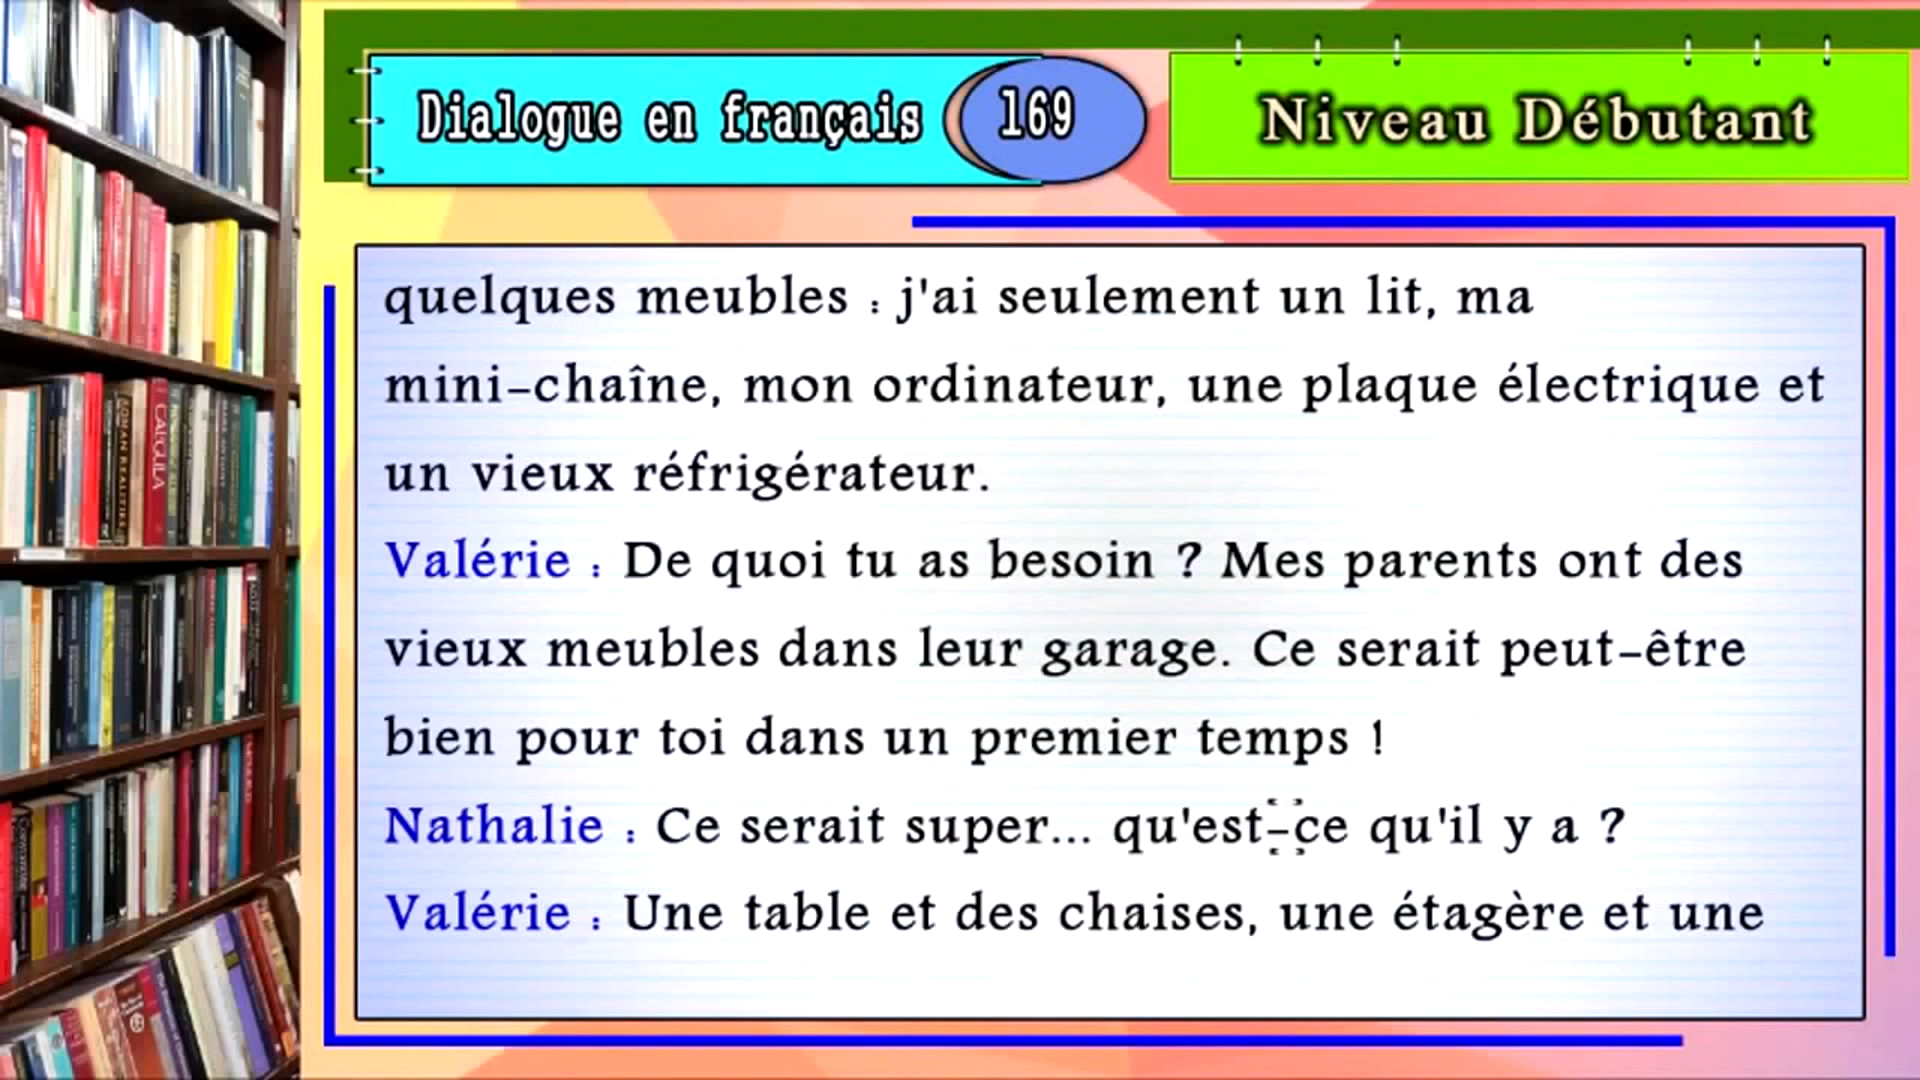 Dialogue en français 169
Niveau Débutant
quelques meubles : j'ai seulement un lit, ma
mini-chaîne, mon ordinateur, une plaque électrique et
un vieux réfrigérateur.
Valérie : De quoi tu as besoin ? Mes parents ont des
vieux meubles dans leur garage. Ce serait peut-être
bien pour toi dans un premier temps !
Nathalie : Ce serait super... qu'est-ce qu'il y a ?
Valérie : Une table et des chaises, une étagère et une
CALIGULA
ROMAN REALITIES